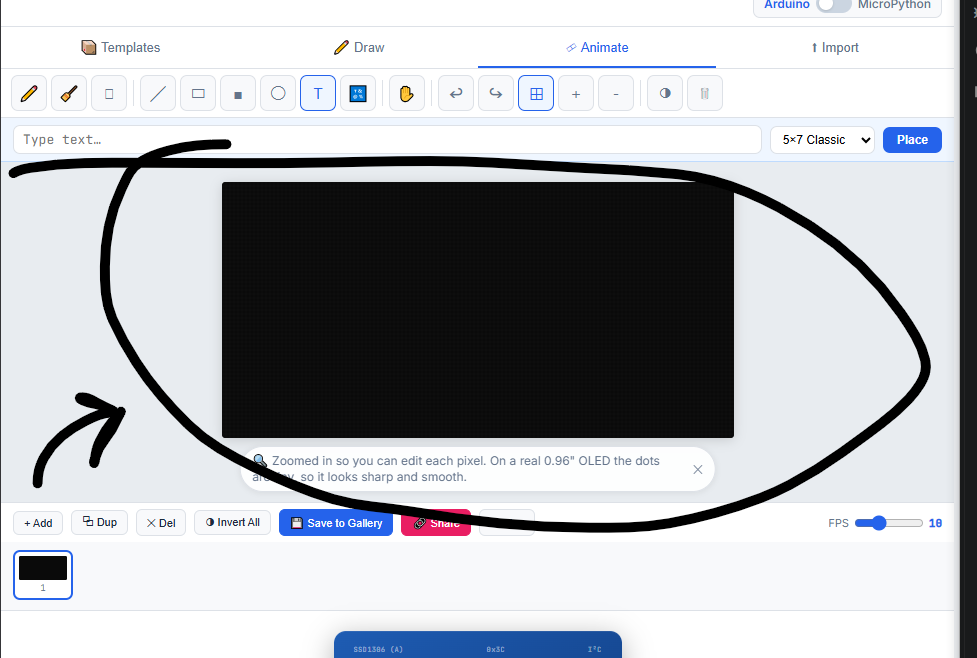 Arduino MicroPython
Templates Draw Animate Import
T
Type text… 5×7 Classic Place
Zoomed in so you can edit each pixel. On a real 0.96" OLED the dots
so it looks sharp and smooth.
+ Add Dup Del Invert All Save to Gallery Share FPS 10
1
SSD1306 (A) 0x3C I²C